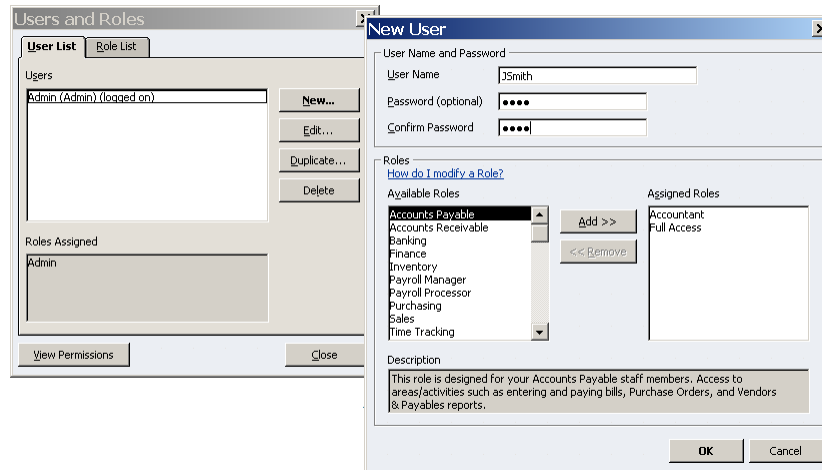 Users and Roles
User List
Role List
Users
Admin (Admin) (logged on)
New...
Edit...
Duplicate...
Delete
Roles Assigned
Admin
View Permissions
Close
New User
User Name and Password
User Name
JSmith
Password (optional)
••••
Confirm Password
••••
Roles
How do I modify a Role?
Available Roles
Accounts Payable
Accounts Receivable
Banking
Finance
Inventory
Payroll Manager
Payroll Processor
Purchasing
Sales
Time Tracking
Add >>
<< Remove
Assigned Roles
Accountant
Full Access
Description
This role is designed for your Accounts Payable staff members. Access to
areas/activities such as entering and paying bills, Purchase Orders, and Vendors
& Payables reports.
OK
Cancel